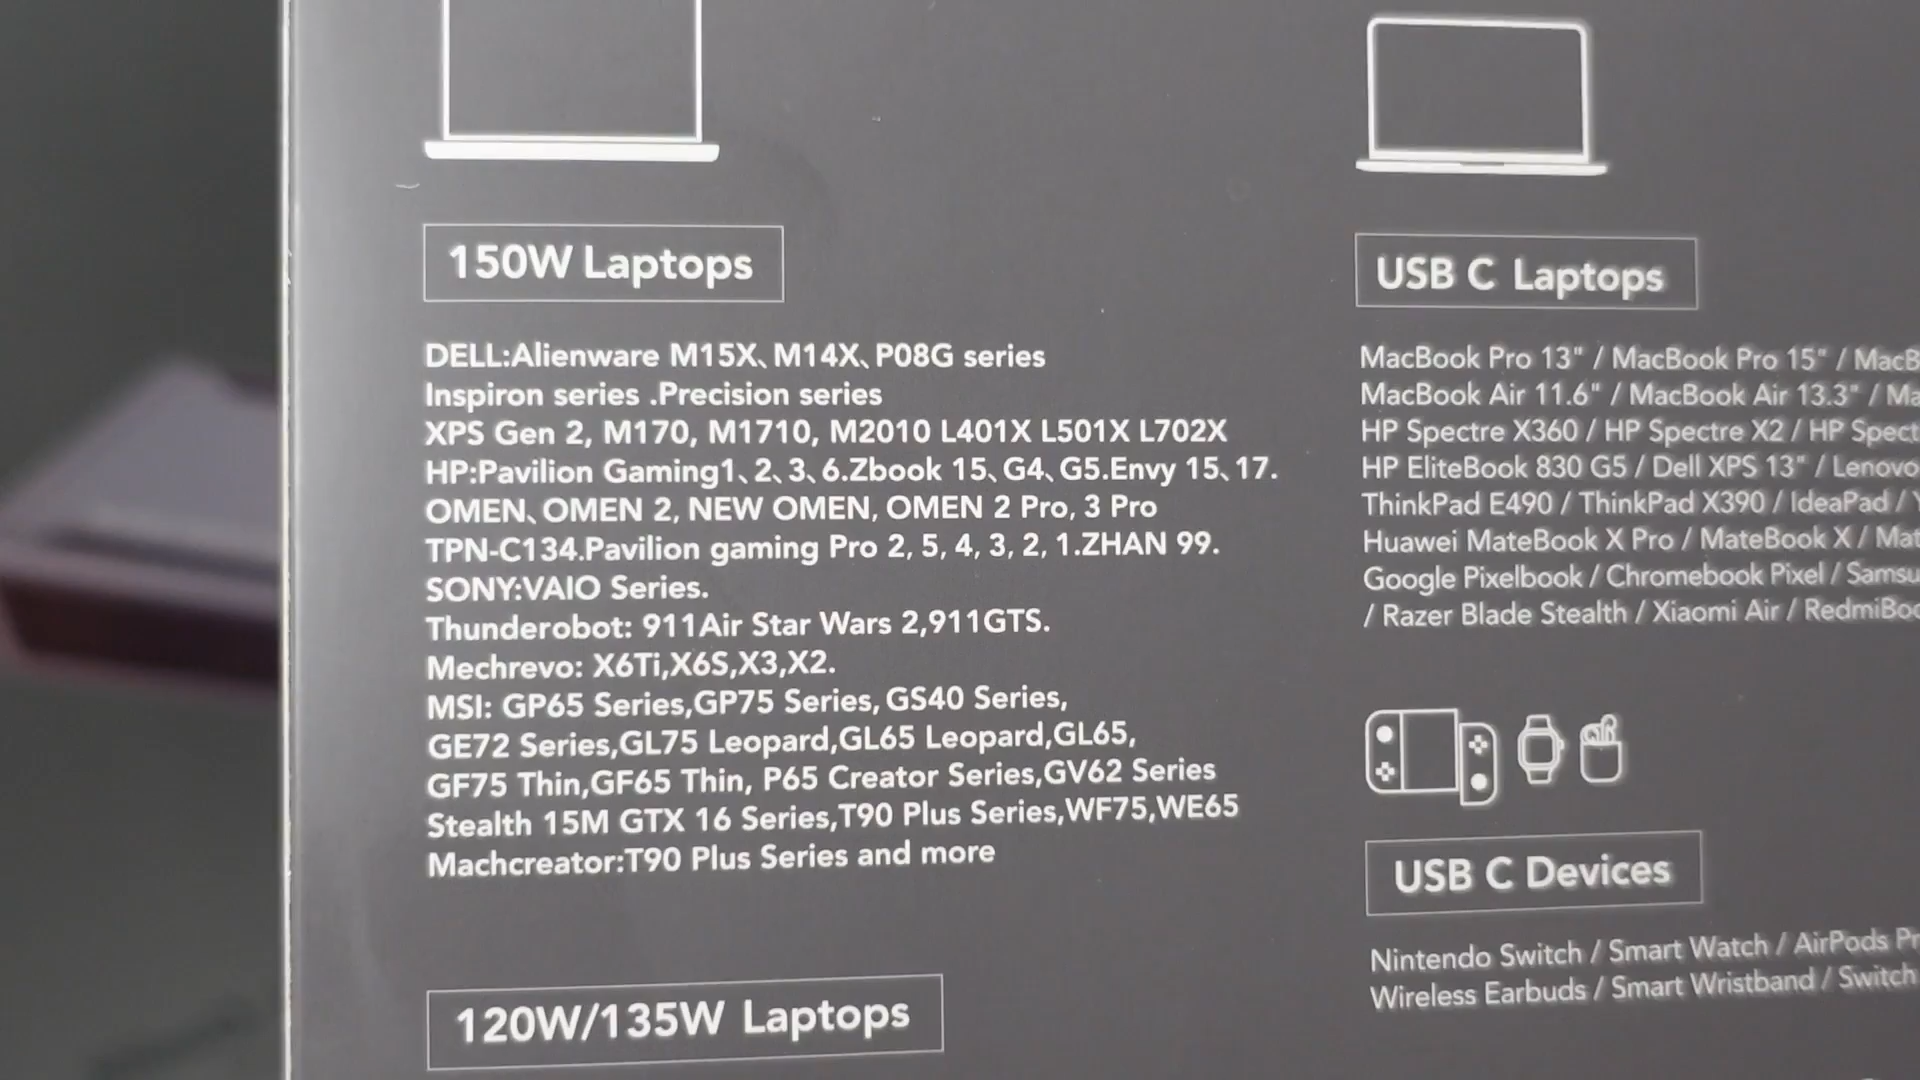 150W Laptops
DELL:Alienware M15X、M14X、P08G series
Inspiron series .Precision series
XPS Gen 2, M170, M1710, M2010 L401X L501X L702X
HP:Pavilion Gaming1、2、3、6.Zbook 15、G4、G5.Envy 15、17.
OMEN、OMEN 2, NEW OMEN, OMEN 2 Pro, 3 Pro
TPN-C134.Pavilion gaming Pro 2, 5, 4, 3, 2, 1.ZHAN 99.
SONY:VAIO Series.
Thunderobot: 911Air Star Wars 2,911GTS.
Mechrevo: X6Ti,X6S,X3,X2.
MSI: GP65 Series,GP75 Series, GS40 Series,
GE72 Series,GL75 Leopard,GL65 Leopard,GL65,
GF75 Thin,GF65 Thin, P65 Creator Series,GV62 Series
Stealth 15M GTX 16 Series,T90 Plus Series,WF75,WE65
Machcreator:T90 Plus Series and more
120W/135W Laptops
USB C Laptops
MacBook Pro 13" / MacBook Pro 15" /
MacBook Air 11.6" / MacBook Air 13.3" /
HP Spectre X360 / HP Spectre X2 / HP
HP EliteBook 830 G5 / Dell XPS 13" / Lenovo
ThinkPad E490 / ThinkPad X390 / IdeaPad /
Huawei MateBook X Pro / MateBook X /
Google Pixelbook / Chromebook Pixel /
/ Razer Blade Stealth / Xiaomi Air /
USB C Devices
Nintendo Switch / Smart Watch / AirPods
Wireless Earbuds / Smart Wristband / Switch